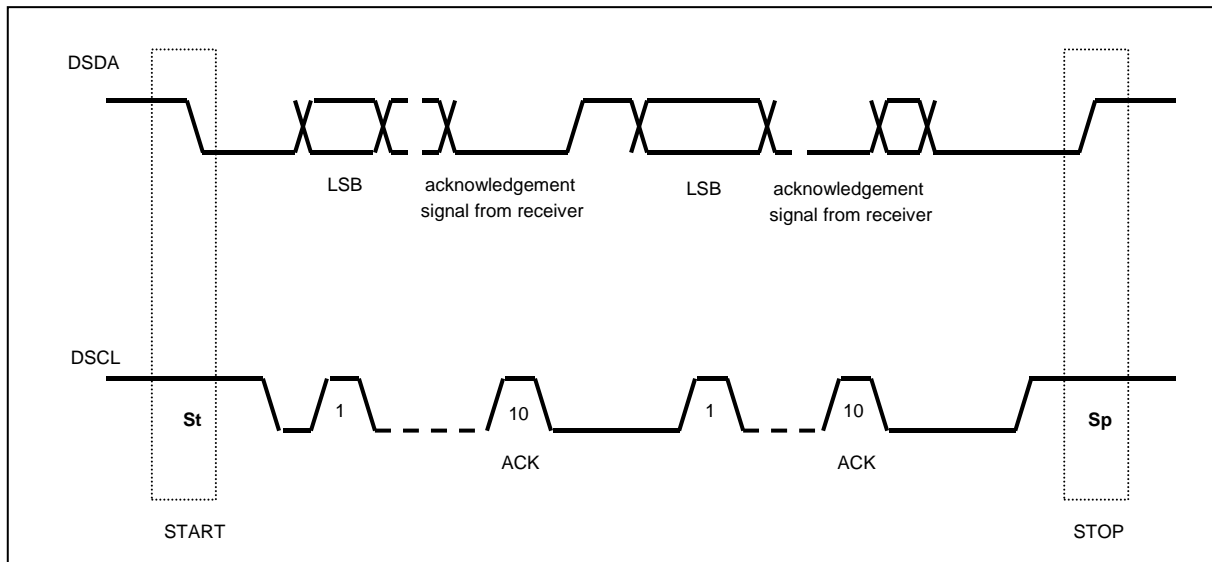 DSDA
LSB
acknowledgement
signal from receiver
LSB
acknowledgement
signal from receiver
DSCL
St
1
10
1
10
Sp
ACK
ACK
START
STOP